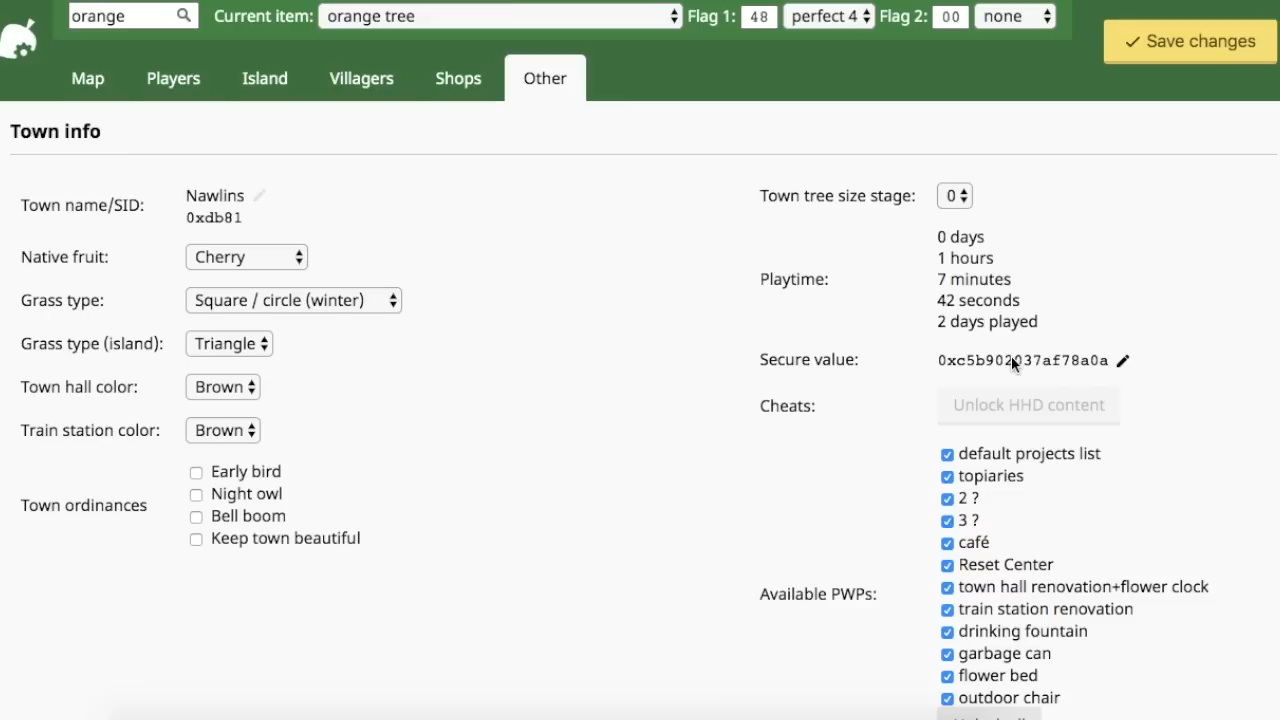 orange
Current item: orange tree Flag 1: 48 perfect 4 Flag 2: 00 none
Save changes
Map Players Island Villagers Shops Other
Town info
Town name/SID: Nawlins
0xdb81
Native fruit: Cherry
Grass type: Square / circle (winter)
Grass type (island): Triangle
Town hall color: Brown
Train station color: Brown
Town ordinances
Early bird
Night owl
Bell boom
Keep town beautiful
Town tree size stage: 0
Playtime:
0 days
1 hours
7 minutes
42 seconds
2 days played
Secure value:
Cheats: Unlock HHD content
Available PWPs:
default projects list
topiaries
2 ?
3 ?
café
Reset Center
town hall renovation+flower clock
train station renovation
drinking fountain
garbage can
flower bed
outdoor chair